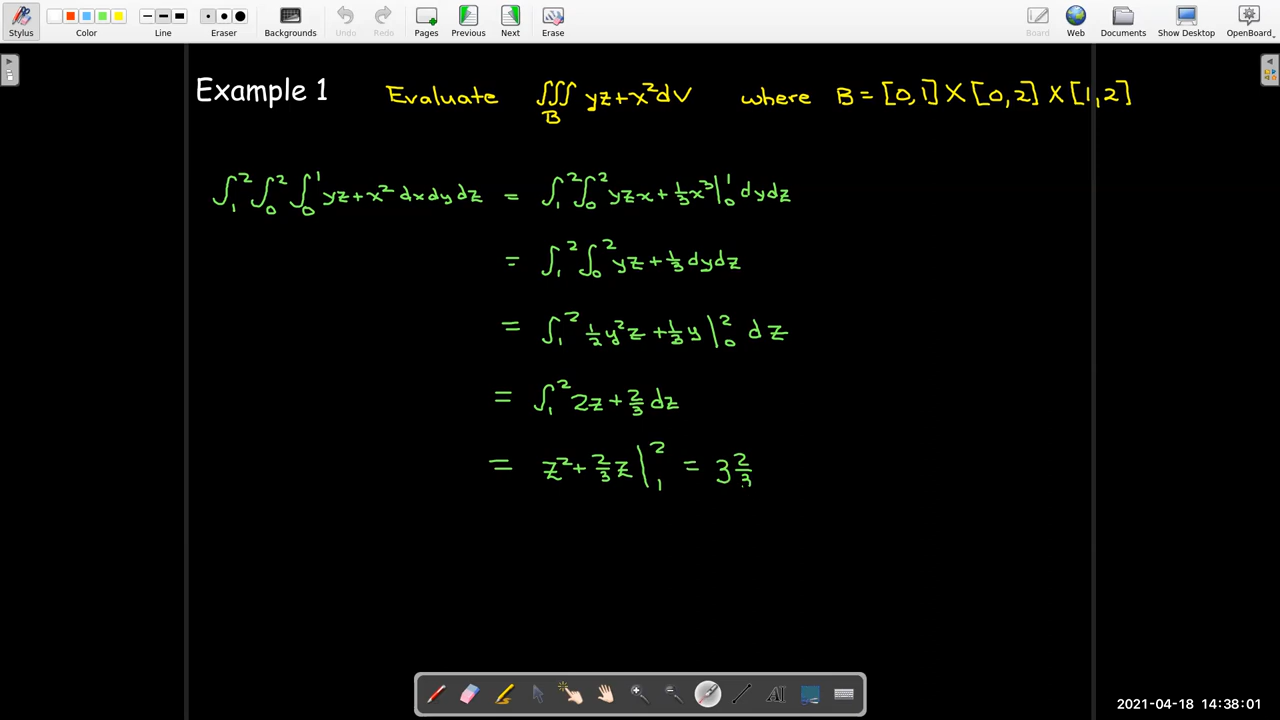 Stylus Color Line Eraser Backgrounds Undo Redo Pages Previous Next Erase Board Web Documents Show Desktop OpenBoard
Example 1 Evaluate ∭_B yz+x²dV where B = [0,1] X [0,2] X [1,2]
∫₁² ∫₀² ∫₀¹ yz+x² dxdydz = ∫₁² ∫₀² yzx + ⅓x³|₀¹ dydz
= ∫₁² ∫₀² yz + ⅓ dydz
= ∫₁² ½y²z + ⅓y |₀² dz
= ∫₁² 2z + ⅔ dz
= z² + ⅔z |₁² = 3⅔
AI
2021-04-18 14:38:01